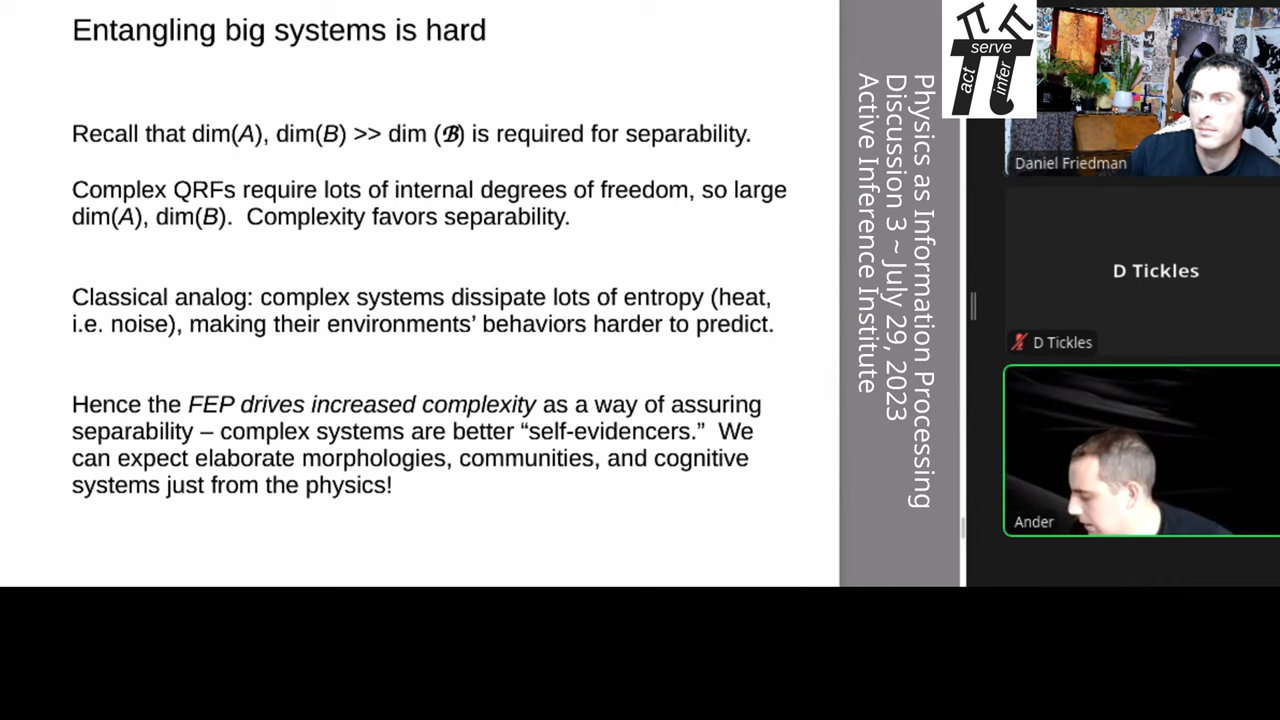 Entangling big systems is hard
Recall that dim(A), dim(B) >> dim (ℬ) is required for separability.
Complex QRFs require lots of internal degrees of freedom, so large
dim(A), dim(B).  Complexity favors separability.
Classical analog: complex systems dissipate lots of entropy (heat,
i.e. noise), making their environments’ behaviors harder to predict.
Hence the FEP drives increased complexity as a way of assuring
separability – complex systems are better “self-evidencers.”  We
can expect elaborate morphologies, communities, and cognitive
systems just from the physics!
Physics as Information Processing
Discussion 3 ~ July 29, 2023
Active Inference Institute
serve
act
infer
Daniel Friedman
D Tickles
D Tickles
Ander